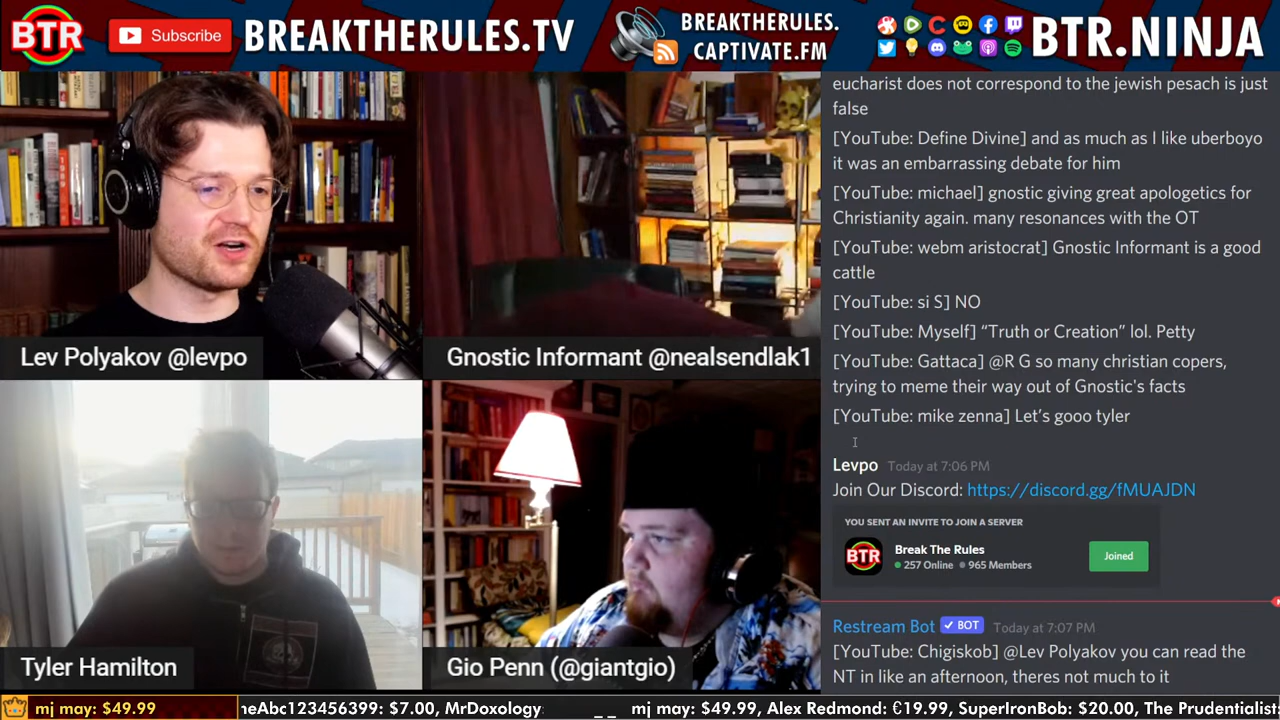 BTR
Subscribe
BREAKTHERULES.TV
BREAKTHERULES.
CAPTIVATE.FM
BTR.NINJA
Lev Polyakov @levpo
Gnostic Informant @nealsendlak1
Tyler Hamilton
Gio Penn (@giantgio)
eucharist does not correspond to the jewish pesach is just
false
[YouTube: Define Divine] and as much as I like uberboyo
it was an embarrassing debate for him
[YouTube: michael] gnostic giving great apologetics for
Christianity again. many resonances with the OT
[YouTube: webm aristocrat] Gnostic Informant is a good
cattle
[YouTube: si S] NO
[YouTube: Myself] “Truth or Creation” lol. Petty
[YouTube: Gattaca] @R G so many christian copers,
trying to meme their way out of Gnostic's facts
[YouTube: mike zenna] Let’s gooo tyler
Levpo Today at 7:06 PM
Join Our Discord: https://discord.gg/fMUAJDN
YOU SENT AN INVITE TO JOIN A SERVER
BTR
Break The Rules
257 Online 965 Members
Joined
Restream Bot BOT Today at 7:07 PM
[YouTube: Chigiskob] @Lev Polyakov you can read the
NT in like an afternoon, theres not much to it
mj may: $49.99
neAbc123456399: $7.00, MrDoxology: __ mj may: $49.99, Alex Redmond: €19.99, SuperIronBob: $20.00, The Prudentialist: